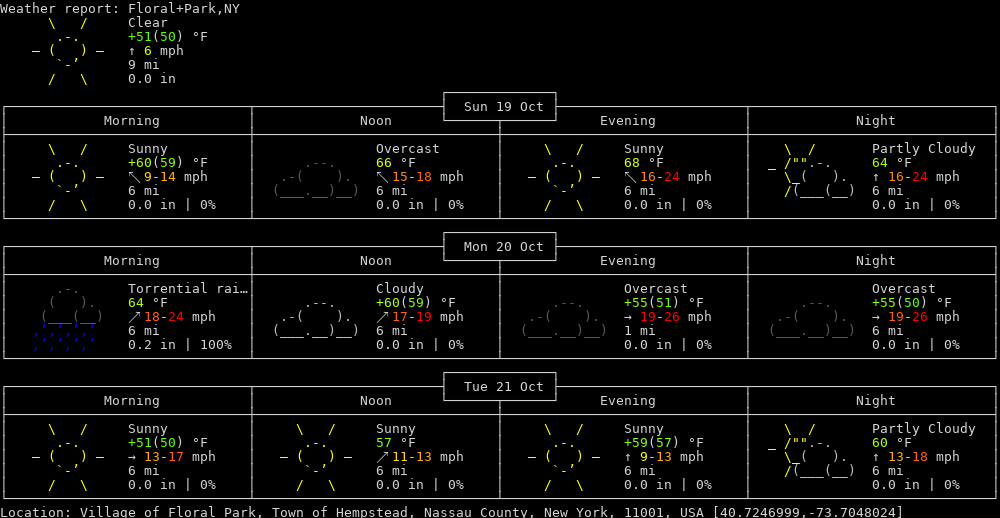 Weather report: Floral+Park,NY
Clear
+51(50) °F
↑ 6 mph
9 mi
0.0 in
Sun 19 Oct
Morning Noon Evening Night
Sunny Overcast Sunny Partly Cloudy
+60(59) °F 66 °F 68 °F 64 °F
↖ 9-14 mph ↖ 15-18 mph ↖ 16-24 mph ↑ 16-24 mph
6 mi 6 mi 6 mi 6 mi
0.0 in | 0% 0.0 in | 0% 0.0 in | 0% 0.0 in | 0%
Mon 20 Oct
Morning Noon Evening Night
Torrential rai… Cloudy Overcast Overcast
64 °F +60(59) °F +55(51) °F +55(50) °F
↗ 18-24 mph ↗ 17-19 mph → 19-26 mph → 19-26 mph
6 mi 6 mi 1 mi 6 mi
0.2 in | 100% 0.0 in | 0% 0.0 in | 0% 0.0 in | 0%
Tue 21 Oct
Morning Noon Evening Night
Sunny Sunny Sunny Partly Cloudy
+51(50) °F 57 °F +59(57) °F 60 °F
→ 13-17 mph ↗ 11-13 mph ↑ 9-13 mph ↑ 13-18 mph
6 mi 6 mi 6 mi 6 mi
0.0 in | 0% 0.0 in | 0% 0.0 in | 0% 0.0 in | 0%
Location: Village of Floral Park, Town of Hempstead, Nassau County, New York, 11001, USA [40.7246999,-73.7048024]